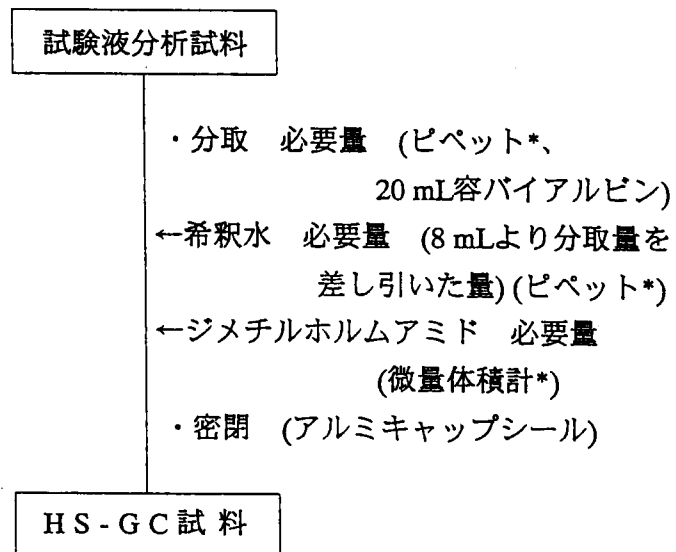 試験液分析試料
・分取 必要量 (ピペット*、
20 mL容バイアルビン)
←希釈水 必要量 (8 mLより分取量を
差し引いた量) (ピペット*)
←ジメチルホルムアミド 必要量
(微量体積計*)
・密閉 (アルミキャップシール)
HS-GC試料